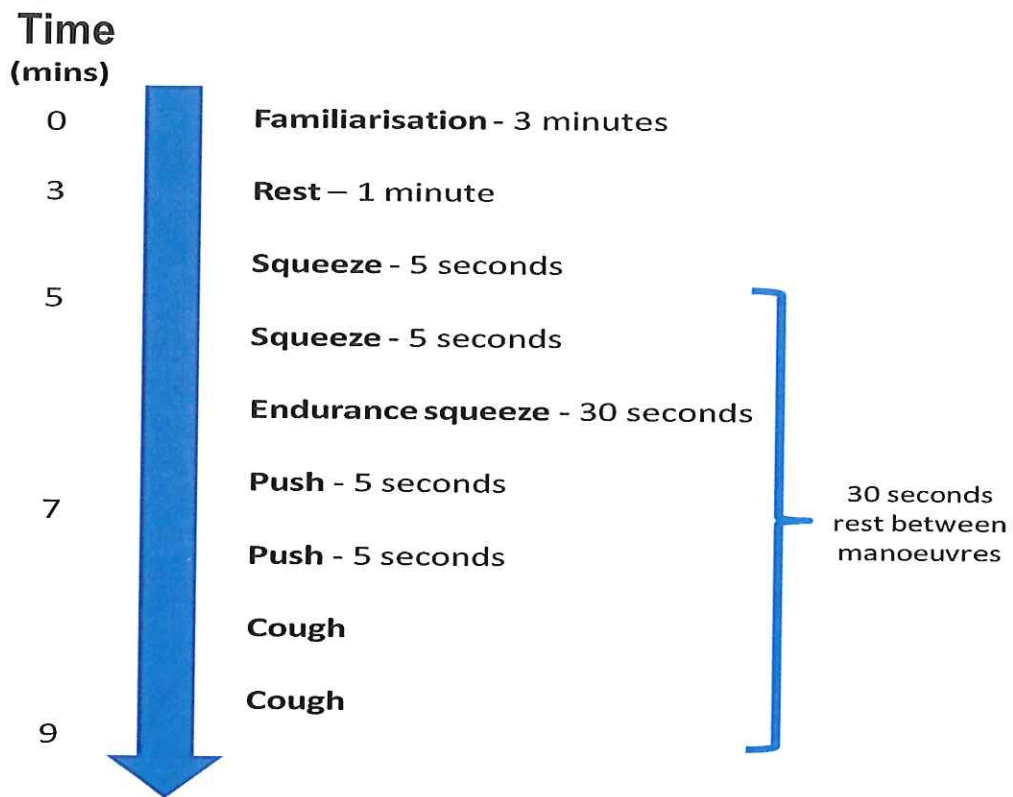 Time
(mins)
0
Familiarisation - 3 minutes
3
Rest – 1 minute
Squeeze - 5 seconds
5
Squeeze - 5 seconds
Endurance squeeze - 30 seconds
Push - 5 seconds
7
30 seconds
rest between
manoeuvres
Push - 5 seconds
Cough
Cough
9